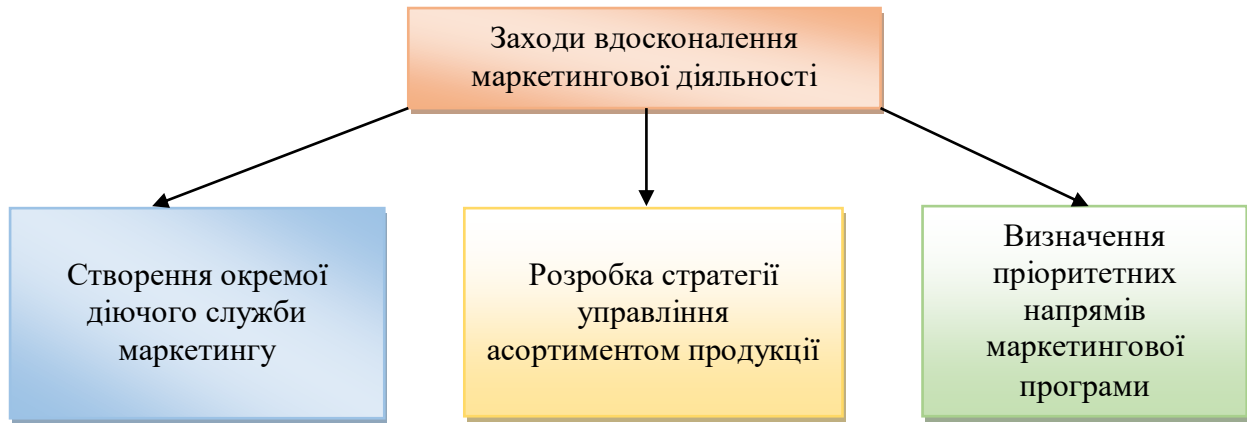 Заходи вдосконалення
маркетингової діяльності
Створення окремої
діючого служби
маркетингу
Розробка стратегії
управління
асортиментом продукції
Визначення
пріоритетних
напрямів
маркетингової
програми